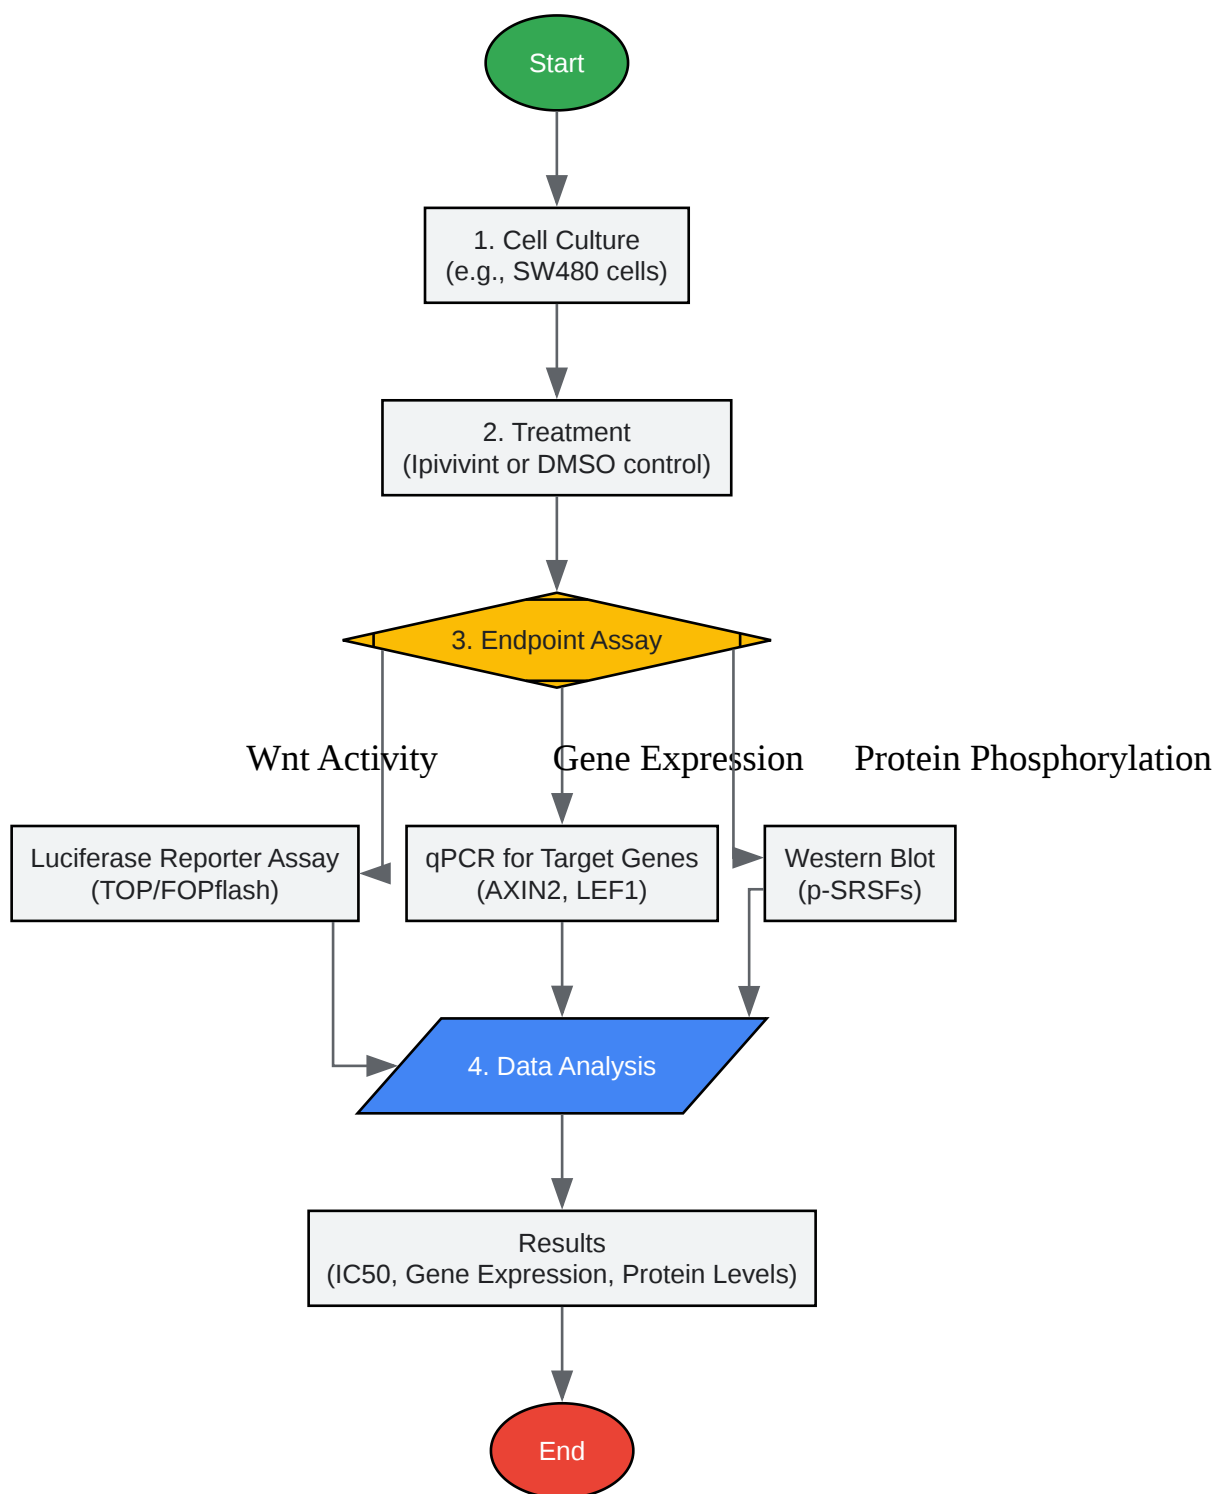 Start
1. Cell Culture
(e.g., SW480 cells)
2. Treatment
(Ipivivint or DMSO control)
3. Endpoint Assay
Wnt Activity
Gene Expression
Protein Phosphorylation
Luciferase Reporter Assay
(TOP/FOPflash)
qPCR for Target Genes
(AXIN2, LEF1)
Western Blot
(p-SRSFs)
4. Data Analysis
Results
(IC50, Gene Expression, Protein Levels)
End